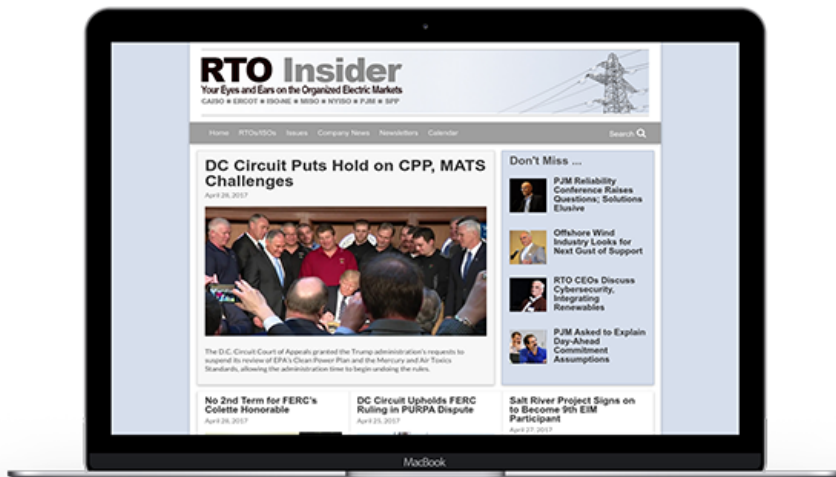 RTO Insider
Your Eyes and Ears on the Organized Electric Markets
CAISO ■ ERCOT ■ ISO-NE ■ MISO ■ NYISO ■ PJM ■ SPP
Home RTOs/ISOs Issues Company News Newsletters Calendar Search
DC Circuit Puts Hold on CPP, MATS
Challenges
April 28, 2017
The D.C. Circuit Court of Appeals granted the Trump administration's requests to
suspend its review of EPA's Clean Power Plan and the Mercury and Air Toxics
Standards, allowing the administration time to begin undoing the rules.
Don't Miss ...
PJM Reliability
Conference Raises
Questions; Solutions
Elusive
Offshore Wind
Industry Looks for
Next Gust of Support
RTO CEOs Discuss
Cybersecurity,
Integrating
Renewables
PJM Asked to Explain
Day-Ahead
Commitment
Assumptions
No 2nd Term for FERC's
Colette Honorable
April 28, 2017
DC Circuit Upholds FERC
Ruling in PURPA Dispute
April 25, 2017
Salt River Project Signs on
to Become 9th EIM
Participant
April 27, 2017
MacBook